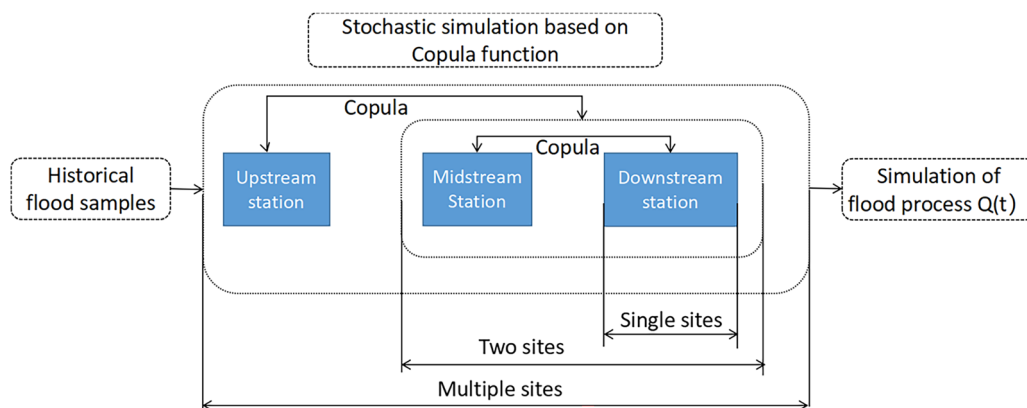 Stochastic simulation based on
Copula function
Copula
Copula
Historical
flood samples
Upstream
station
Midstream
Station
Downstream
station
Simulation of
flood process Q(t)
Single sites
Two sites
Multiple sites